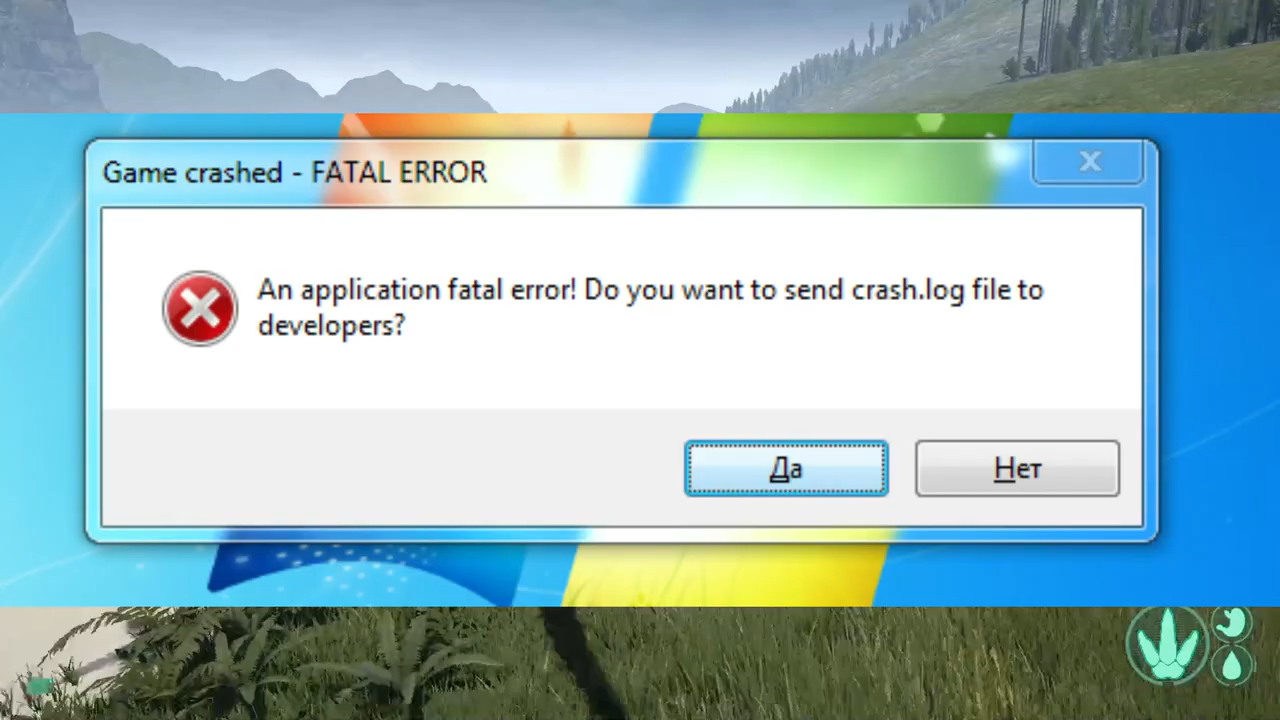 Game crashed - FATAL ERROR
X
An application fatal error! Do you want to send crash.log file to
developers?
Да
Нет